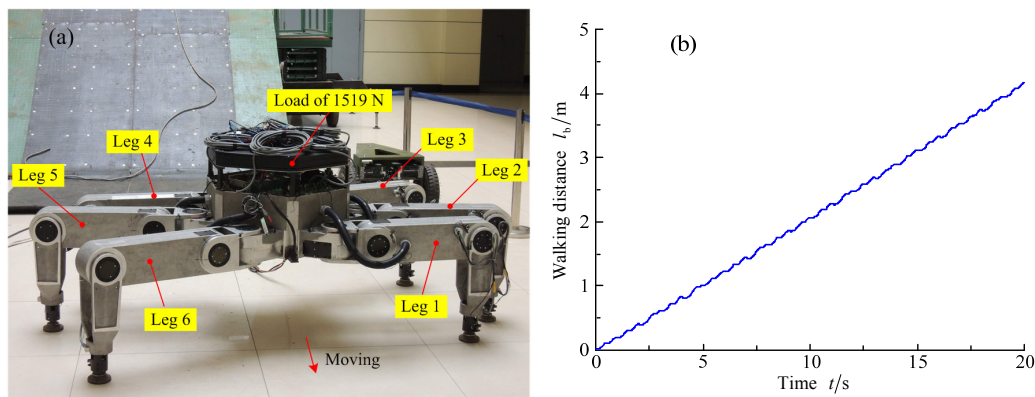 (a)
Load of 1519 N
Leg 4
Leg 3
Leg 5
Leg 2
Leg 1
Leg 6
Moving
(b)
Walking distance l_b/m
5
4
3
2
1
0
0 5 10 15 20
Time t/s